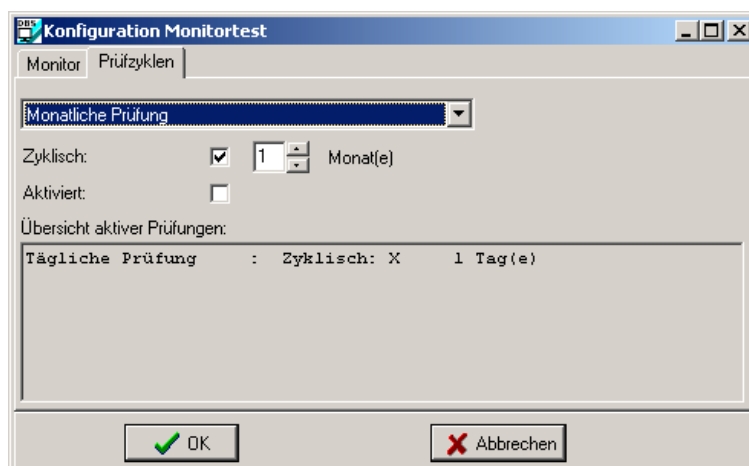 DBS Konfiguration Monitortest
Monitor Prüfzyklen
Monatliche Prüfung
Zyklisch: 1 Monat(e)
Aktiviert:
Übersicht aktiver Prüfungen:
Tägliche Prüfung : Zyklisch: X 1 Tag(e)
OK Abbrechen